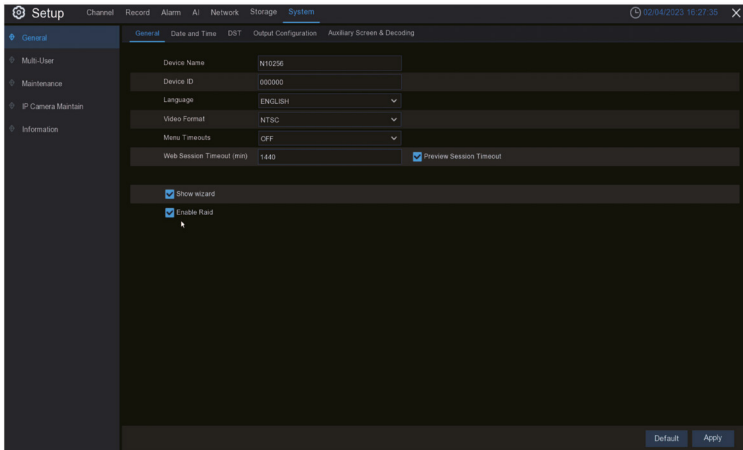 Setup Channel Record Alarm AI Network Storage System 02/04/2023 16:27:35
General
Multi-User
Maintenance
IP Camera Maintain
Information
General Date and Time DST Output Configuration Auxiliary Screen & Decoding
Device Name N10256
Device ID 000000
Language ENGLISH
Video Format NTSC
Menu Timeouts OFF
Web Session Timeout (min) 1440 Preview Session Timeout
Show wizard
Enable Raid
Default Apply